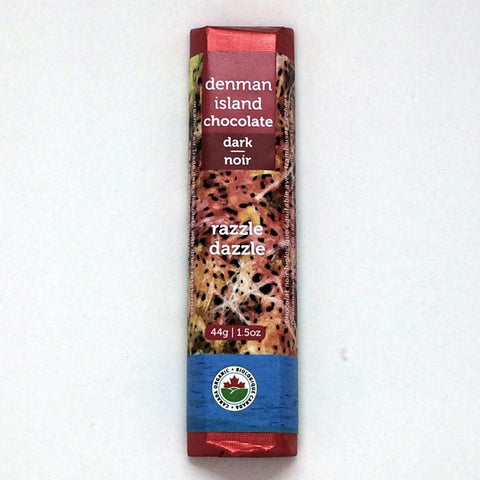 denman
island
chocolate
dark
noir
razzle
dazzle
44g | 1.5oz
CANADA ORGANIC • BIOLOGIQUE CANADA •